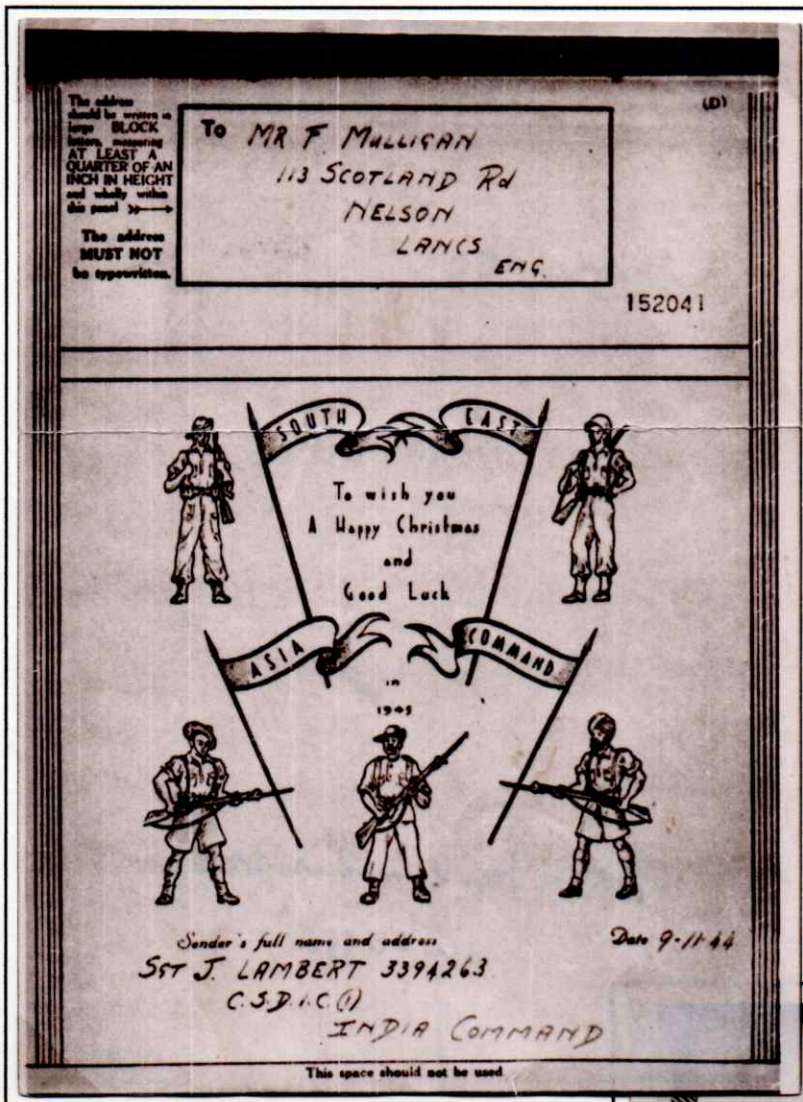 The address
should be written in
large BLOCK
letters, measuring
AT LEAST A
QUARTER OF AN
INCH IN HEIGHT
and wholly within
this panel
The address
MUST NOT
be typewritten.
To MR F. MULLIGAN
113 SCOTLAND Rd
NELSON
LANCS
ENG.
(D)
152041
SOUTH EAST
To wish you
A Happy Christmas
and
Good Luck
ASIA COMMAND
in
1945
Sender's full name and address
Date 9-11-44
SGT J. LAMBERT 3394263
C.S.D.I.C.(I)
INDIA COMMAND
This space should not be used